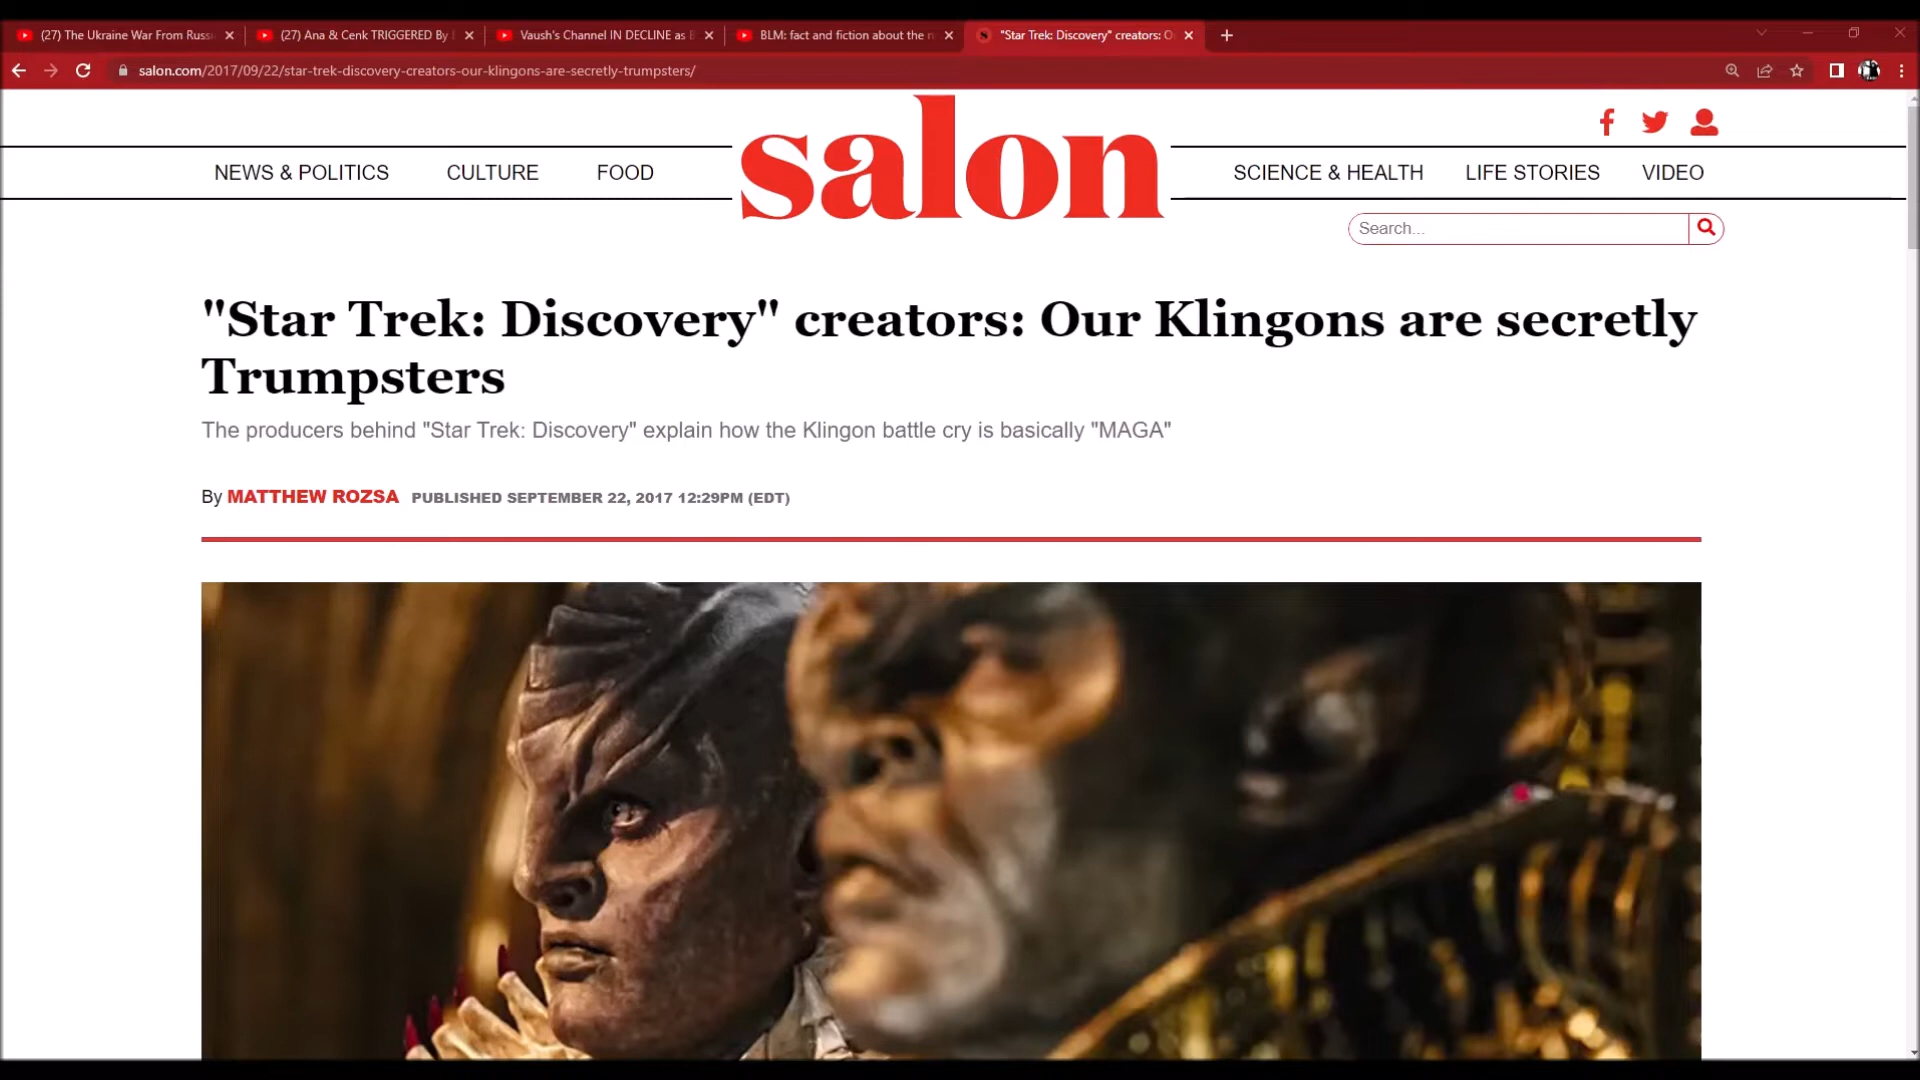 (27) The Ukraine War From Russi
(27) Ana & Cenk TRIGGERED By
Vaush's Channel IN DECLINE as B
BLM: fact and fiction about the n
"Star Trek: Discovery" creators: O
salon.com/2017/09/22/star-trek-discovery-creators-our-klingons-are-secretly-trumpsters/
NEWS & POLITICS CULTURE FOOD salon SCIENCE & HEALTH LIFE STORIES VIDEO
Search...
"Star Trek: Discovery" creators: Our Klingons are secretly
Trumpsters
The producers behind "Star Trek: Discovery" explain how the Klingon battle cry is basically "MAGA"
By MATTHEW ROZSA PUBLISHED SEPTEMBER 22, 2017 12:29PM (EDT)